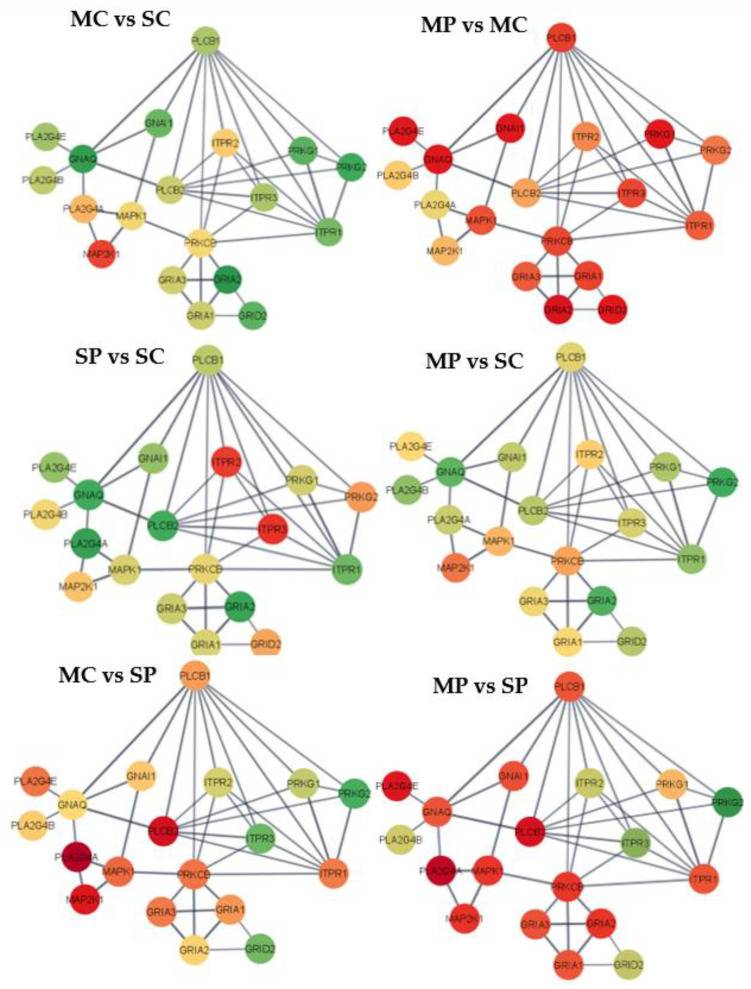 MC vs SC
MP vs MC
PLCB1
PLCB1
PLA2G4E
GNAI1
GNAQ
ITPR2
PRKG1
PRKG2
PLA2G4B
PLCB2
ITPR3
PLA2G4A
MAPK1
ITPR1
MAP2K1
PRKCB
GRIA3
GRIA2
GRIA1
GRID2
PLA2G4E
GNAI1
GNAQ
ITPR2
PRKG1
PRKG2
PLA2G4B
PLCB2
ITPR3
PLA2G4A
MAPK1
ITPR1
MAP2K1
PRKCB
GRIA3
GRIA1
GRIA2
GRID2
SP vs SC
MP vs SC
PLCB1
PLCB1
PLA2G4E
GNAI1
ITPR2
GNAQ
PRKG1
PRKG2
PLA2G4B
PLCB2
ITPR3
PLA2G4A
MAPK1
PRKCB
ITPR1
MAP2K1
GRIA3
GRIA2
GRIA1
GRID2
PLA2G4E
GNAI1
ITPR2
GNAQ
PRKG1
PRKG2
PLA2G4B
PLCB2
ITPR3
PLA2G4A
MAPK1
ITPR1
MAP2K1
PRKCB
GRIA3
GRIA2
GRIA1
GRID2
MC vs SP
MP vs SP
PLCB1
PLCB1
PLA2G4E
GNAI1
ITPR2
PRKG1
PRKG2
GNAQ
PLA2G4B
PLCB2
ITPR3
PLA2G4A
MAPK1
PRKCB
ITPR1
MAP2K1
GRIA3
GRIA1
GRIA2
GRID2
PLA2G4E
GNAI1
ITPR2
PRKG1
PRKG2
GNAQ
PLA2G4B
PLCB2
ITPR3
PLA2G4A
MAPK1
ITPR1
PRKCB
MAP2K1
GRIA3
GRIA2
GRIA1
GRID2